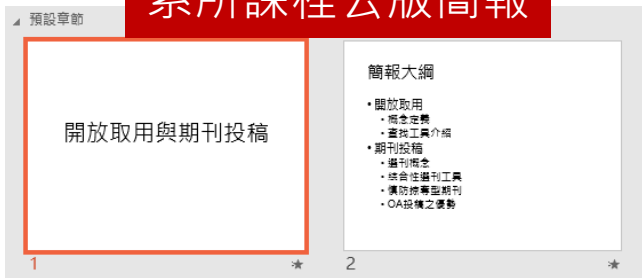 系所課程公版簡報
預設章節
開放取用與期刊投稿
簡報大綱
•開放取用
•概念定義
•查找工具介紹
•期刊投稿
•選刊概念
•綜合性選刊工具
•慎防掠奪型期刊
•OA投稿之優勢
1
2